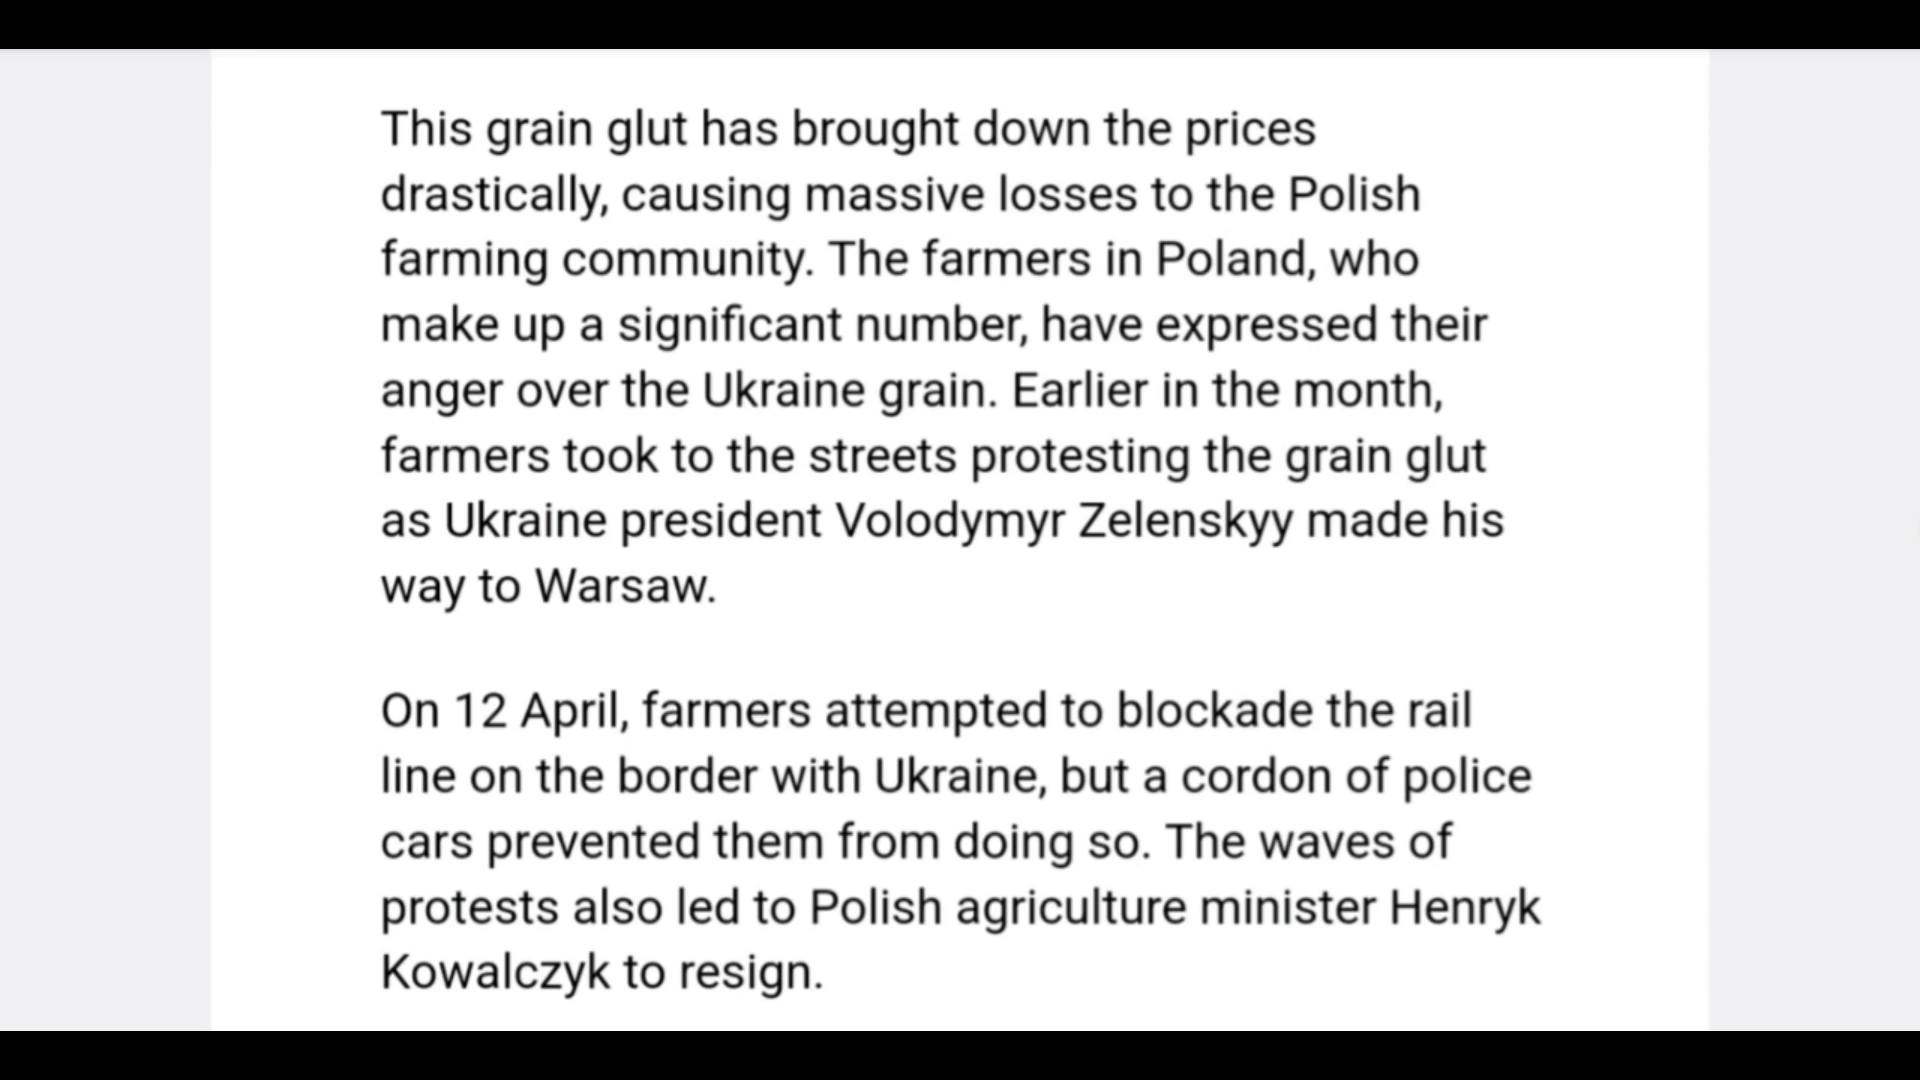 This grain glut has brought down the prices
drastically, causing massive losses to the Polish
farming community. The farmers in Poland, who
make up a significant number, have expressed their
anger over the Ukraine grain. Earlier in the month,
farmers took to the streets protesting the grain glut
as Ukraine president Volodymyr Zelenskyy made his
way to Warsaw.
On 12 April, farmers attempted to blockade the rail
line on the border with Ukraine, but a cordon of police
cars prevented them from doing so. The waves of
protests also led to Polish agriculture minister Henryk
Kowalczyk to resign.